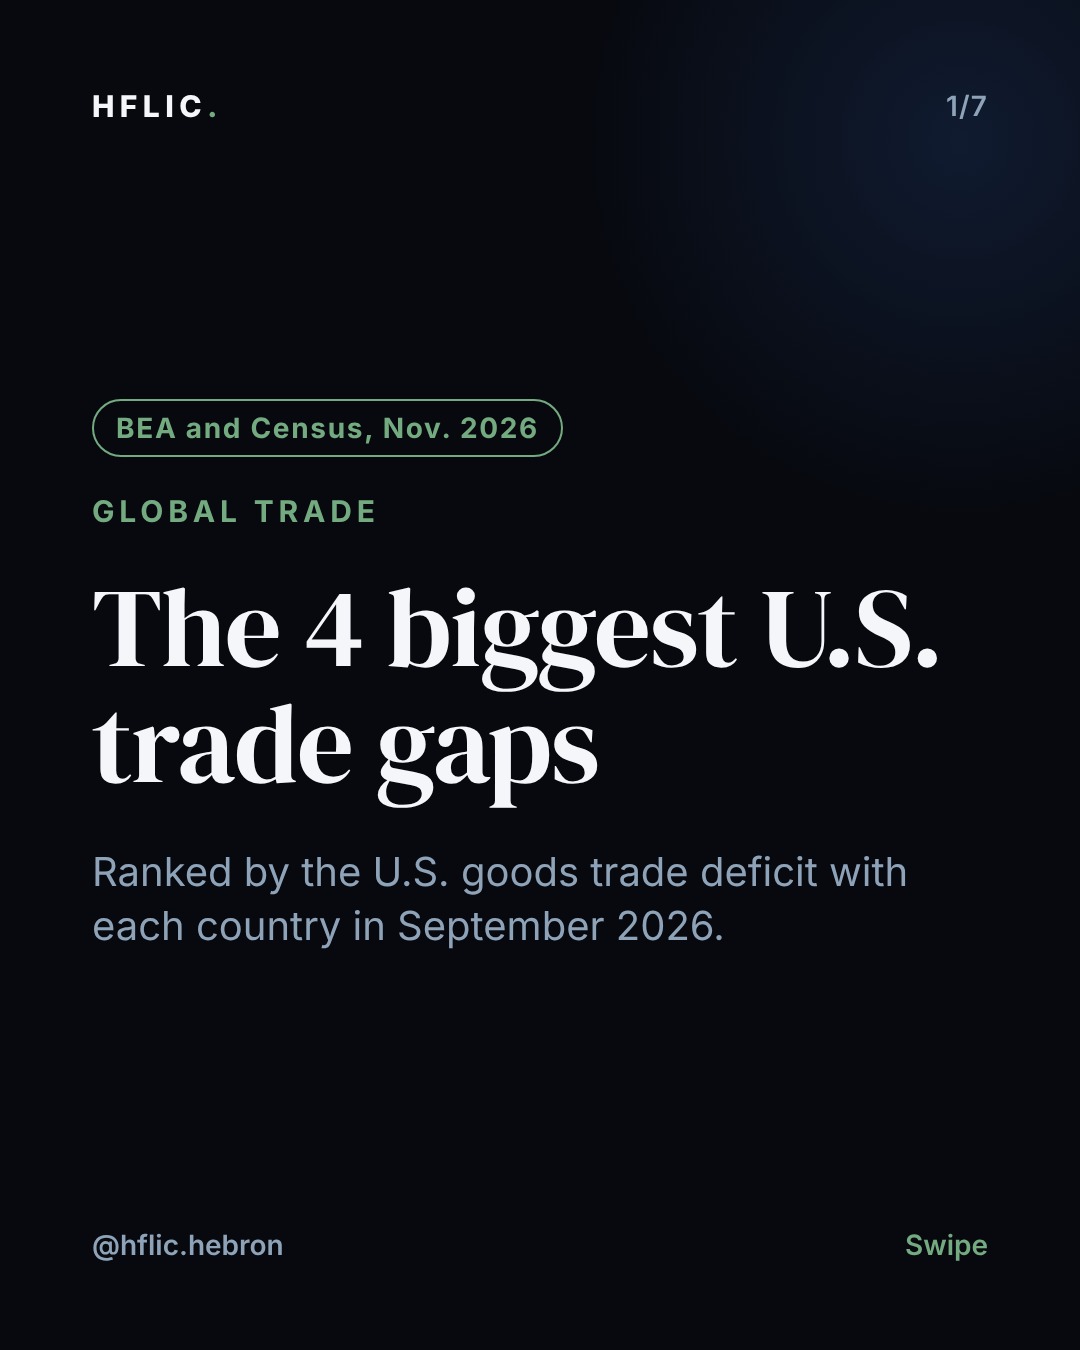 HFLIC.
1/7
BEA and Census, Nov. 2026
GLOBAL TRADE
The 4 biggest U.S.
trade gaps
Ranked by the U.S. goods trade deficit with
each country in September 2026.
@hflic.hebron
Swipe